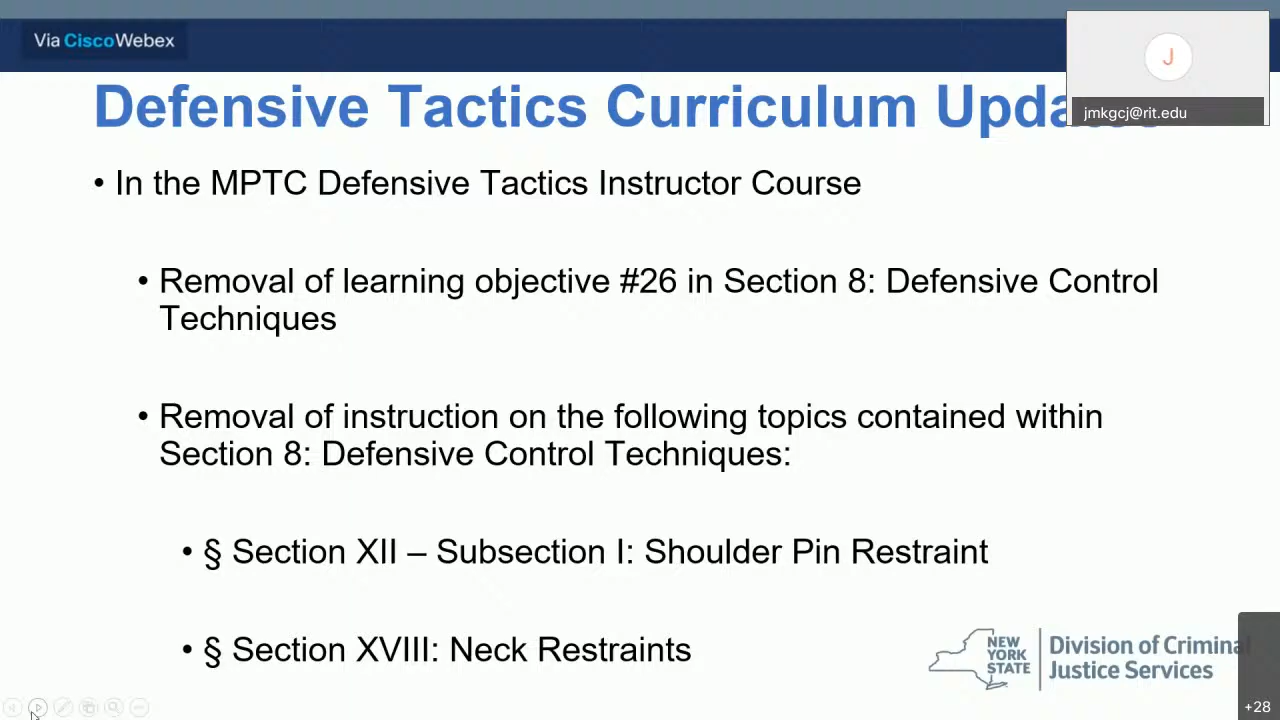 Via CiscoWebex
J
jmkgcj@rit.edu
Defensive Tactics Curriculum
• In the MPTC Defensive Tactics Instructor Course
• Removal of learning objective #26 in Section 8: Defensive Control
Techniques
• Removal of instruction on the following topics contained within
Section 8: Defensive Control Techniques:
• § Section XII – Subsection I: Shoulder Pin Restraint
• § Section XVIII: Neck Restraints
NEW
YORK
STATE
Division of Criminal
Justice Services
+28